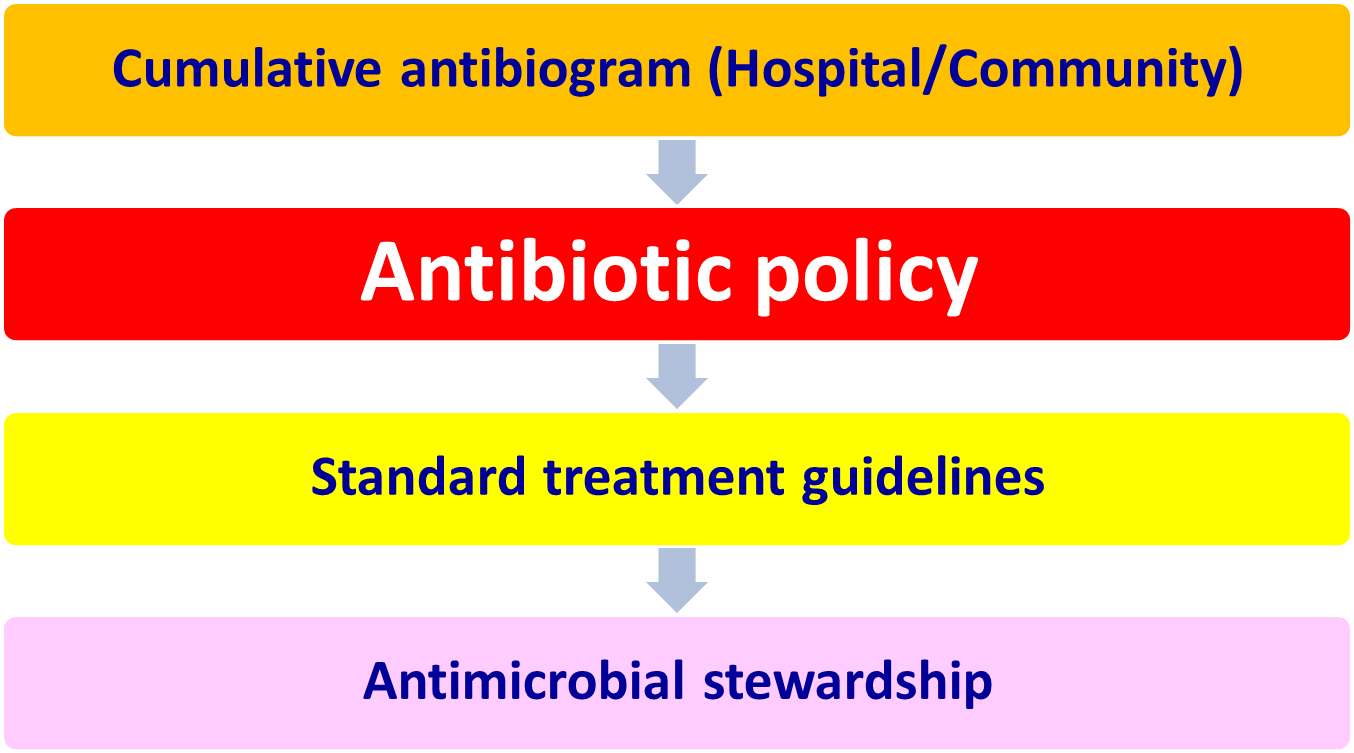 Cumulative antibiogram (Hospital/Community)
Antibiotic policy
Standard treatment guidelines
Antimicrobial stewardship